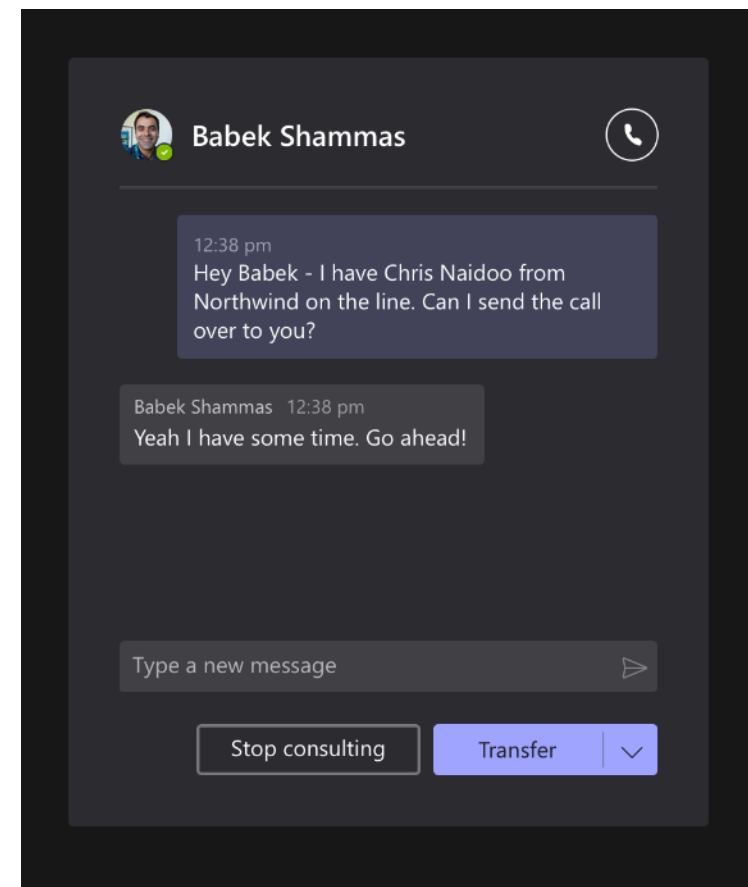 Babek Shammas
12:38 pm
Hey Babek - I have Chris Naidoo from
Northwind on the line. Can I send the call
over to you?
Babek Shammas 12:38 pm
Yeah I have some time. Go ahead!
Type a new message
Stop consulting
Transfer